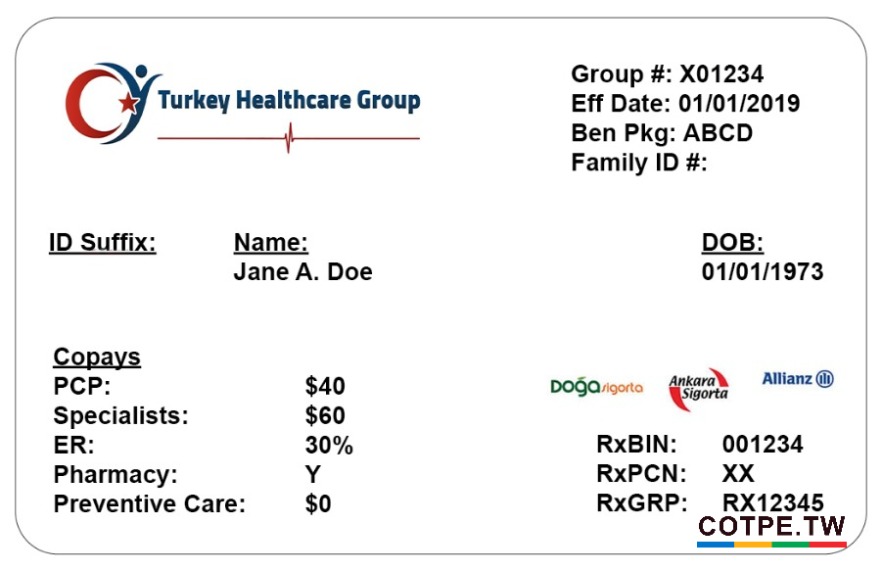 Turkey Healthcare Group
Group #: X01234
Eff Date: 01/01/2019
Ben Pkg: ABCD
Family ID #:
ID Suffix: Name: DOB:
Jane A. Doe 01/01/1973
Copays
PCP: $40
Specialists: $60
ER: 30%
Pharmacy: Y
Preventive Care: $0
Doğa sigorta Ankara Sigorta Allianz
RxBIN: 001234
RxPCN: XX
RxGRP: RX12345
COTPE.TW